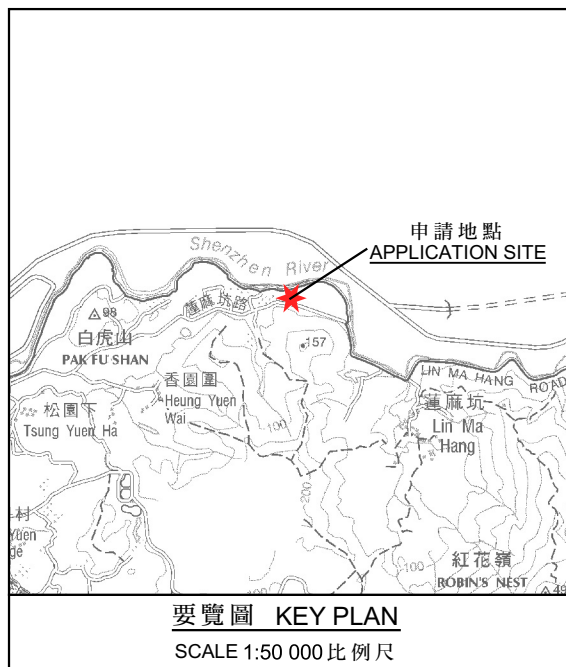 申請地點
APPLICATION SITE
Shenzhen River
蓮麻坑路
98
白虎山
PAK FU SHAN
157
LIN MA HANG ROAD
香園圍
Heung Yuen
Wai
100
蓮麻坑
Lin Ma
Hang
松園下
Tsung Yuen Ha
200
100
村
Yuen
紅花嶺
ROBIN'S NEST
要覽圖 KEY PLAN
SCALE 1:50 000 比例尺